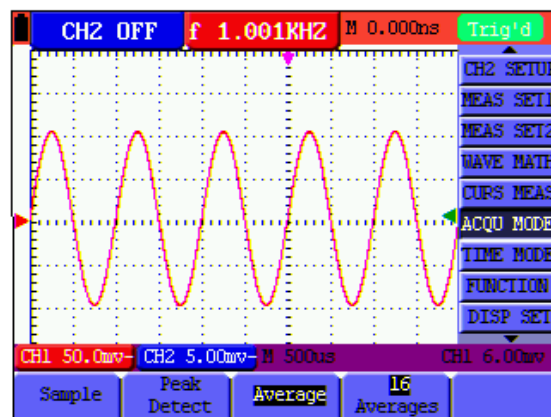 CH2 OFF f 1.001KHZ M 0.000ns Trig'd
CH2 SETUP
MEAS SET1
MEAS SET2
WAVE MATH
CURS MEAS
ACQU MODE
TIME MODE
FUNCTION
DISP SET
CH1 50.0mv~ CH2 5.00mv~ M 500us CH1 6.00mv
Sample
Peak
Detect
Average
16
Averages